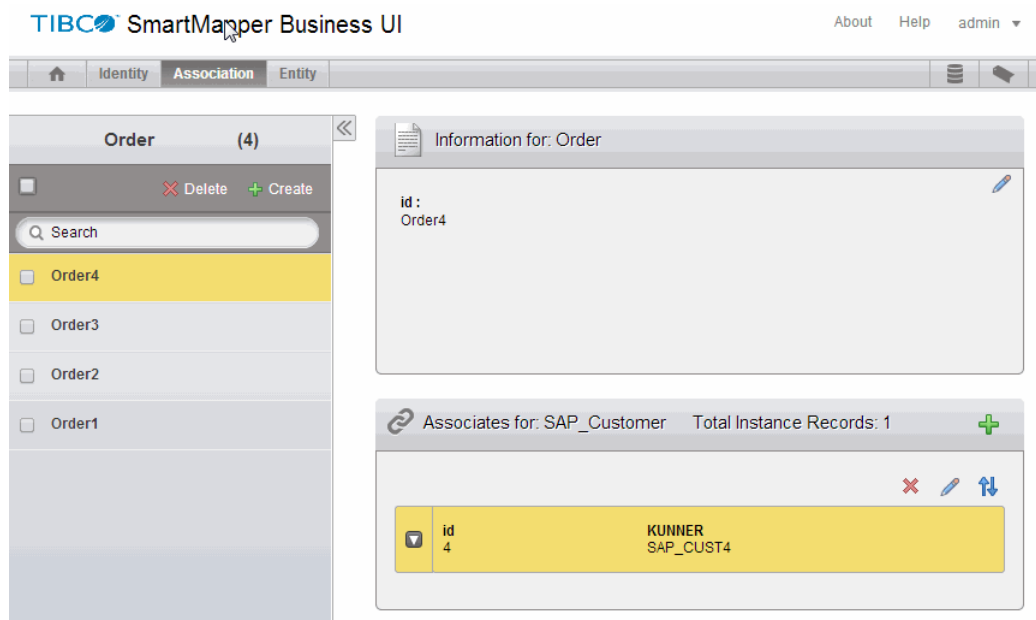 TIBCO SmartMapper Business UI
About Help admin
Identity Association Entity
Order (4)
Delete Create
Search
Order4
Order3
Order2
Order1
Information for: Order
id :
Order4
Associates for: SAP_Customer Total Instance Records: 1
id KUNNER
4 SAP_CUST4